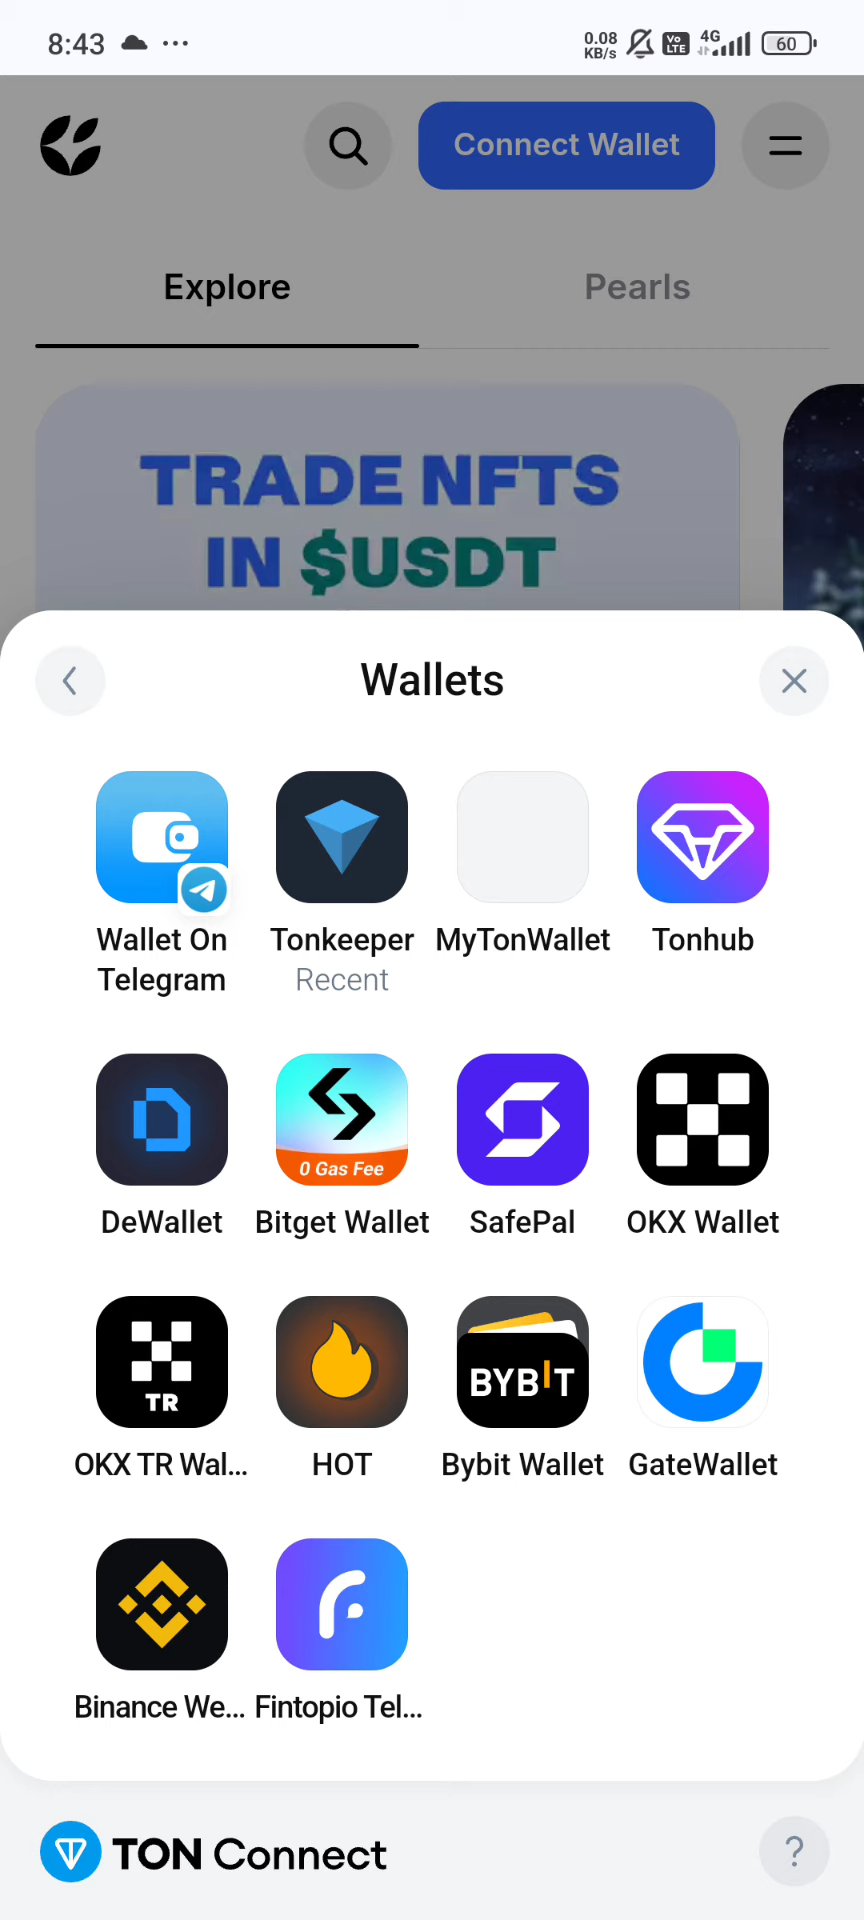 8:43
0.08
KB/s
Vo
LTE
4G
60
Connect Wallet
Explore
Pearls
TRADE NFTS
IN $USDT
Wallets
Wallet On
Telegram
Tonkeeper
Recent
MyTonWallet
Tonhub
0 Gas Fee
DeWallet
Bitget Wallet
SafePal
OKX Wallet
TR
BYBIT
OKX TR Wal...
HOT
Bybit Wallet
GateWallet
Binance We...
Fintopio Tel...
TON Connect
?